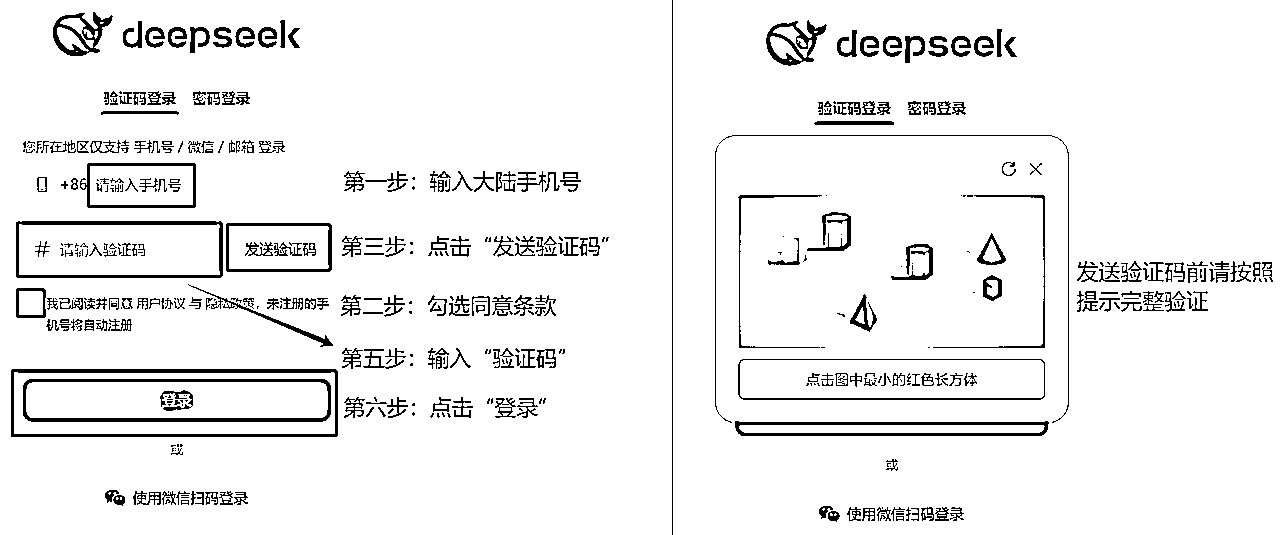 deepseek
验证码登录 密码登录
您所在地区仅支持 手机号 / 微信 / 邮箱 登录
+86 请输入手机号
第一步：输入大陆手机号
# 请输入验证码
发送验证码
第三步：点击“发送验证码”
我已阅读并同意 用户协议 与 隐私政策，未注册的手
机号将自动注册
第二步：勾选同意条款
第五步：输入“验证码”
登录
第六步：点击“登录”
或
使用微信扫码登录
deepseek
验证码登录 密码登录
点击图中最小的红色长方体
发送验证码前请按照
提示完整验证
或
使用微信扫码登录